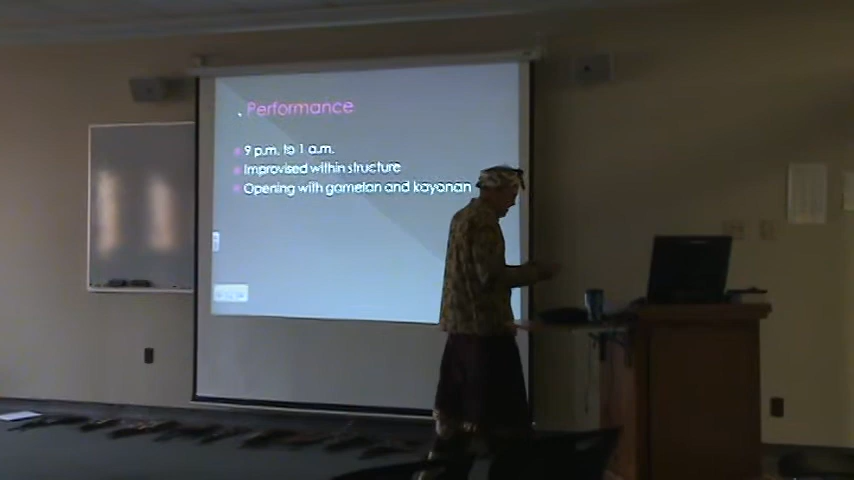 Performance
9 p.m. to 1 a.m.
Improvised within structure
Opening with gamelan and kayonan